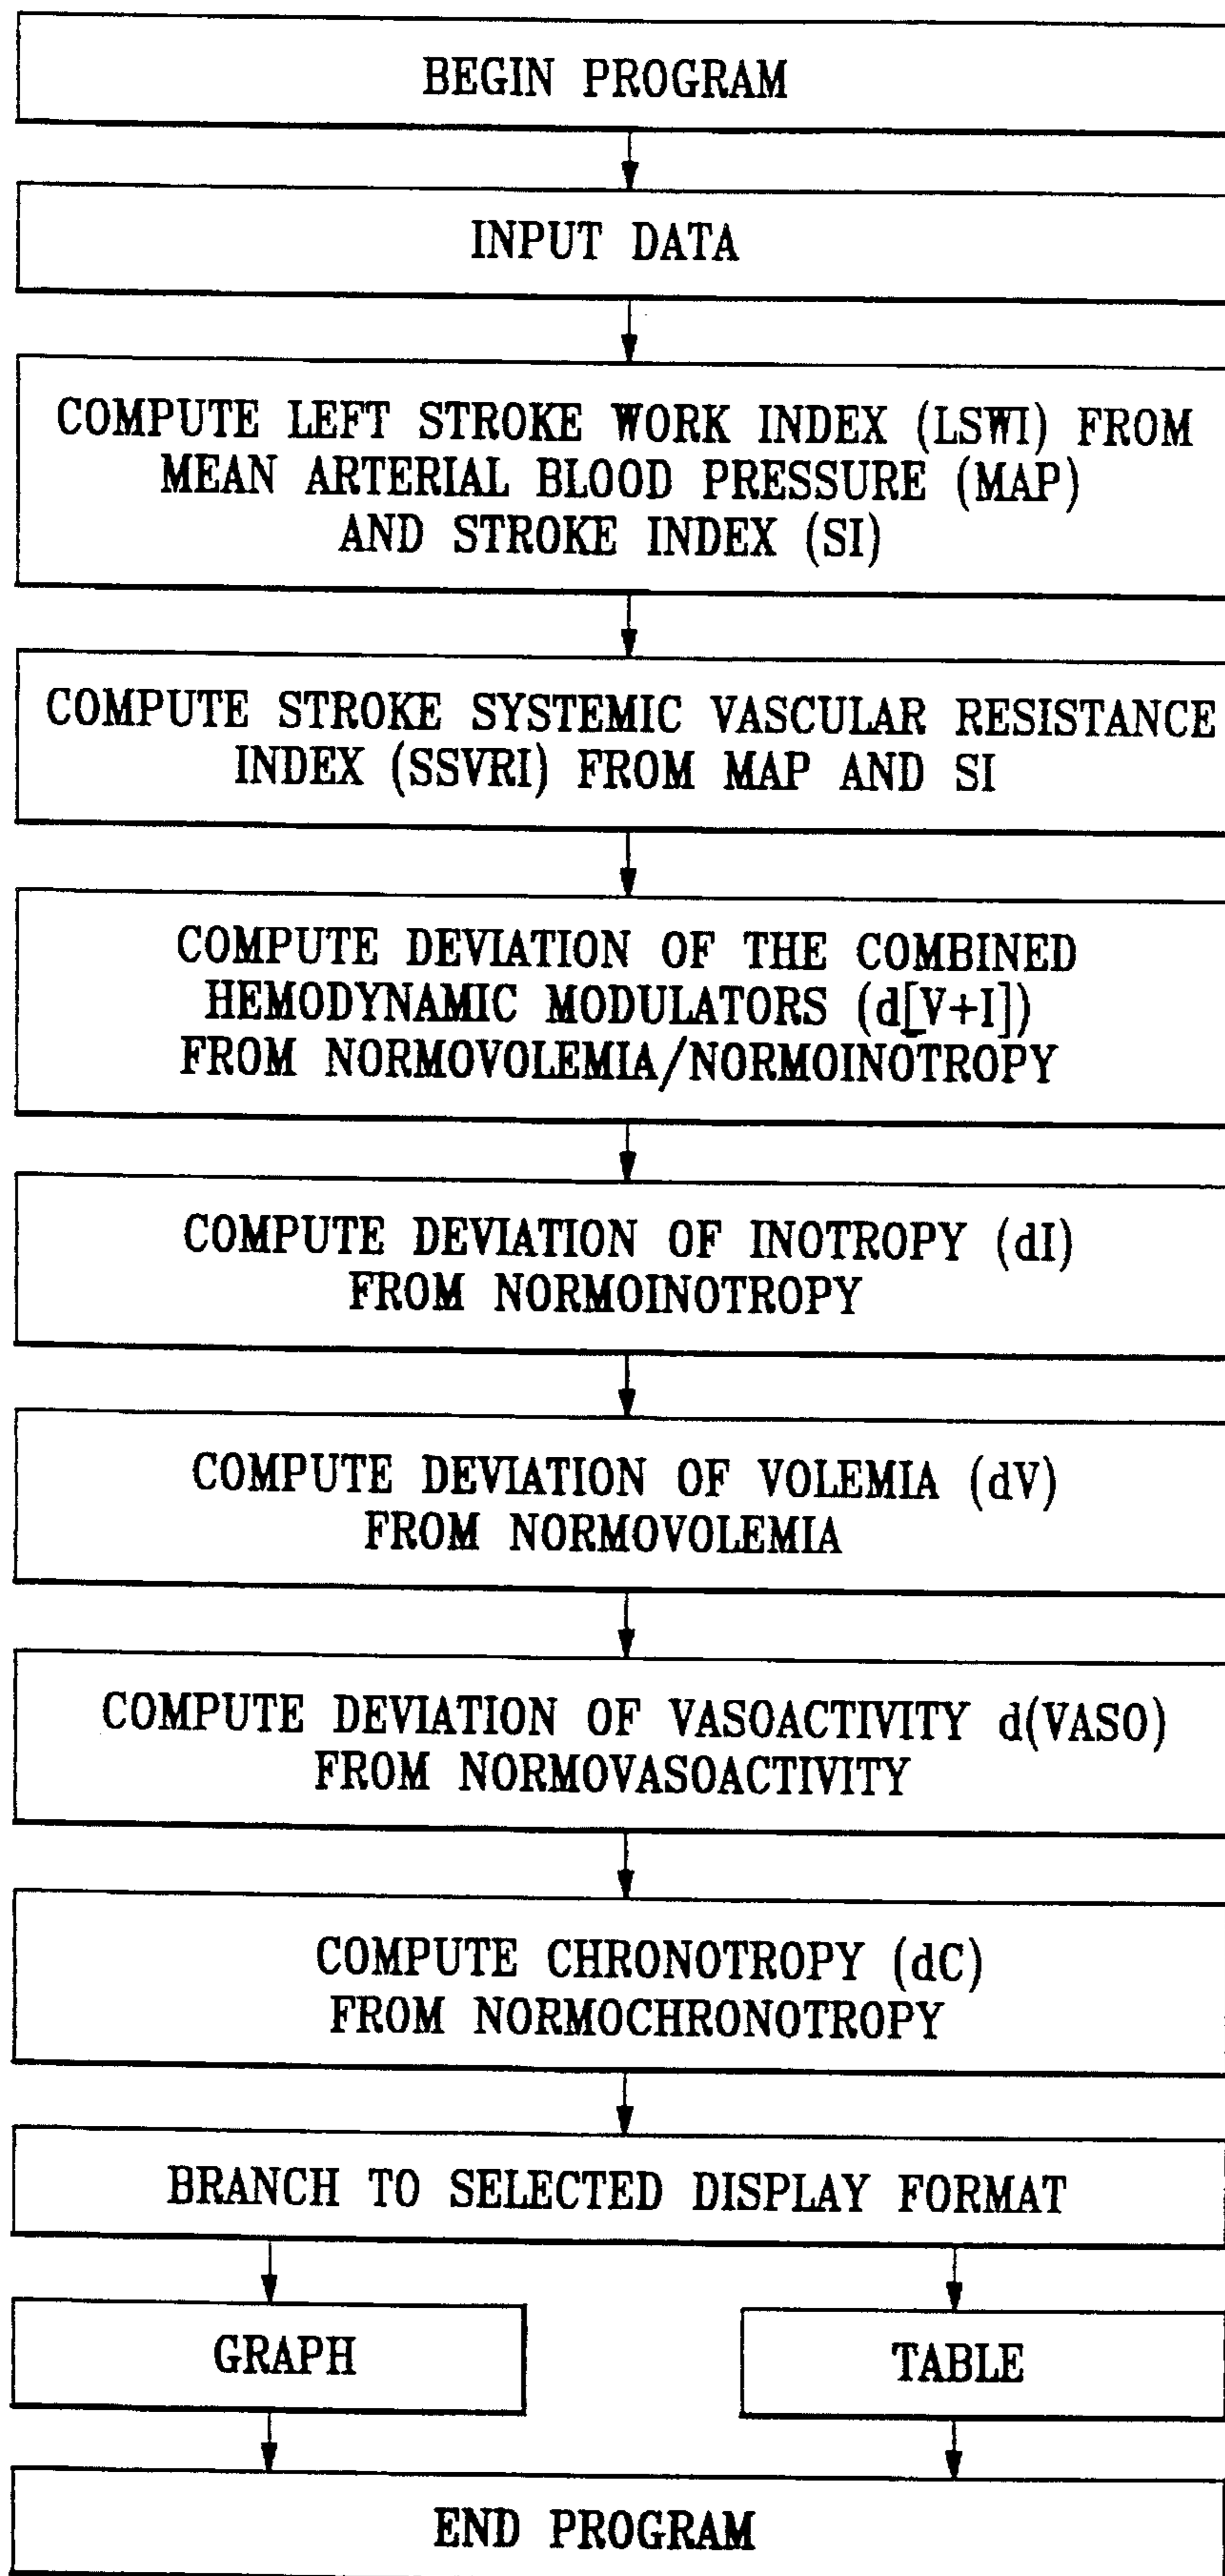 BEGIN PROGRAM
INPUT DATA
COMPUTE LEFT STROKE WORK INDEX (LSWI) FROM
MEAN ARTERIAL BLOOD PRESSURE (MAP)
AND STROKE INDEX (SI)
COMPUTE STROKE SYSTEMIC VASCULAR RESISTANCE
INDEX (SSVRI) FROM MAP AND SI
COMPUTE DEVIATION OF THE COMBINED
HEMODYNAMIC MODULATORS (d[V+I])
FROM NORMOVOLEMIA/NORMOINOTROPY
COMPUTE DEVIATION OF INOTROPY (dI)
FROM NORMOINOTROPY
COMPUTE DEVIATION OF VOLEMIA (dV)
FROM NORMOVOLEMIA
COMPUTE DEVIATION OF VASOACTIVITY d(VASO)
FROM NORMOVASOACTIVITY
COMPUTE CHRONOTROPY (dC)
FROM NORMOCHRONOTROPY
BRANCH TO SELECTED DISPLAY FORMAT
GRAPH
TABLE
END PROGRAM